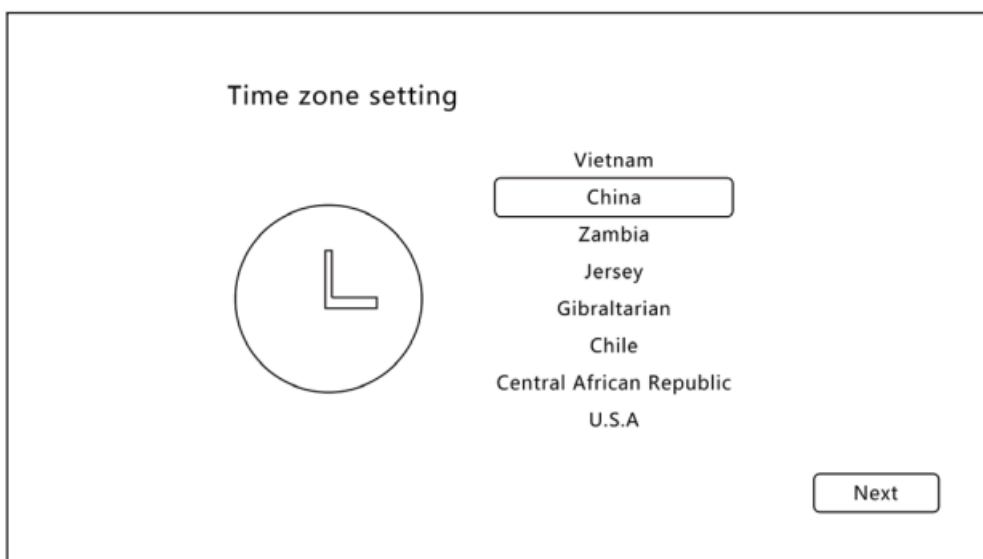 Time zone setting
Vietnam
China
Zambia
Jersey
Gibraltarian
Chile
Central African Republic
U.S.A
Next